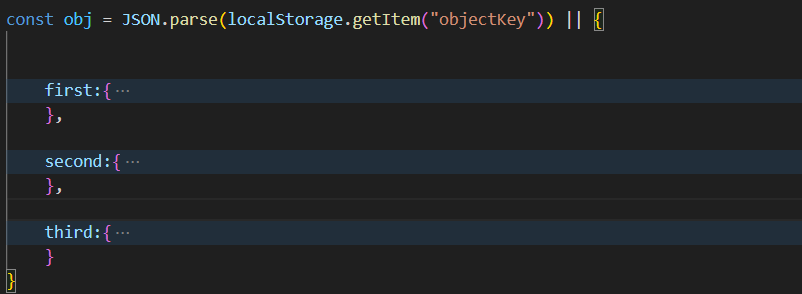 const obj = JSON.parse(localStorage.getItem("objectKey")) || {
first:{ ···
},
second:{ ···
},
third:{ ···
}
}